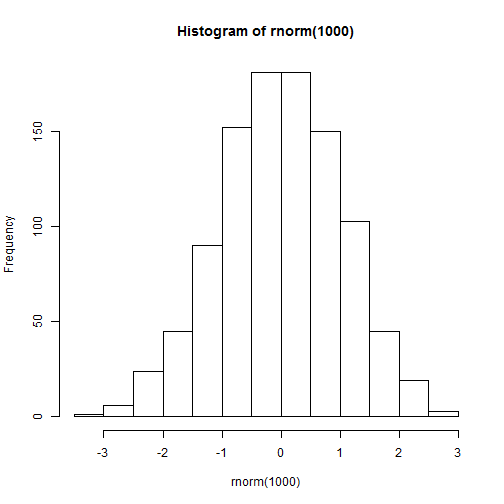 Histogram of rnorm(1000)
Frequency
150
100
50
0
-3 -2 -1 0 1 2 3
rnorm(1000)